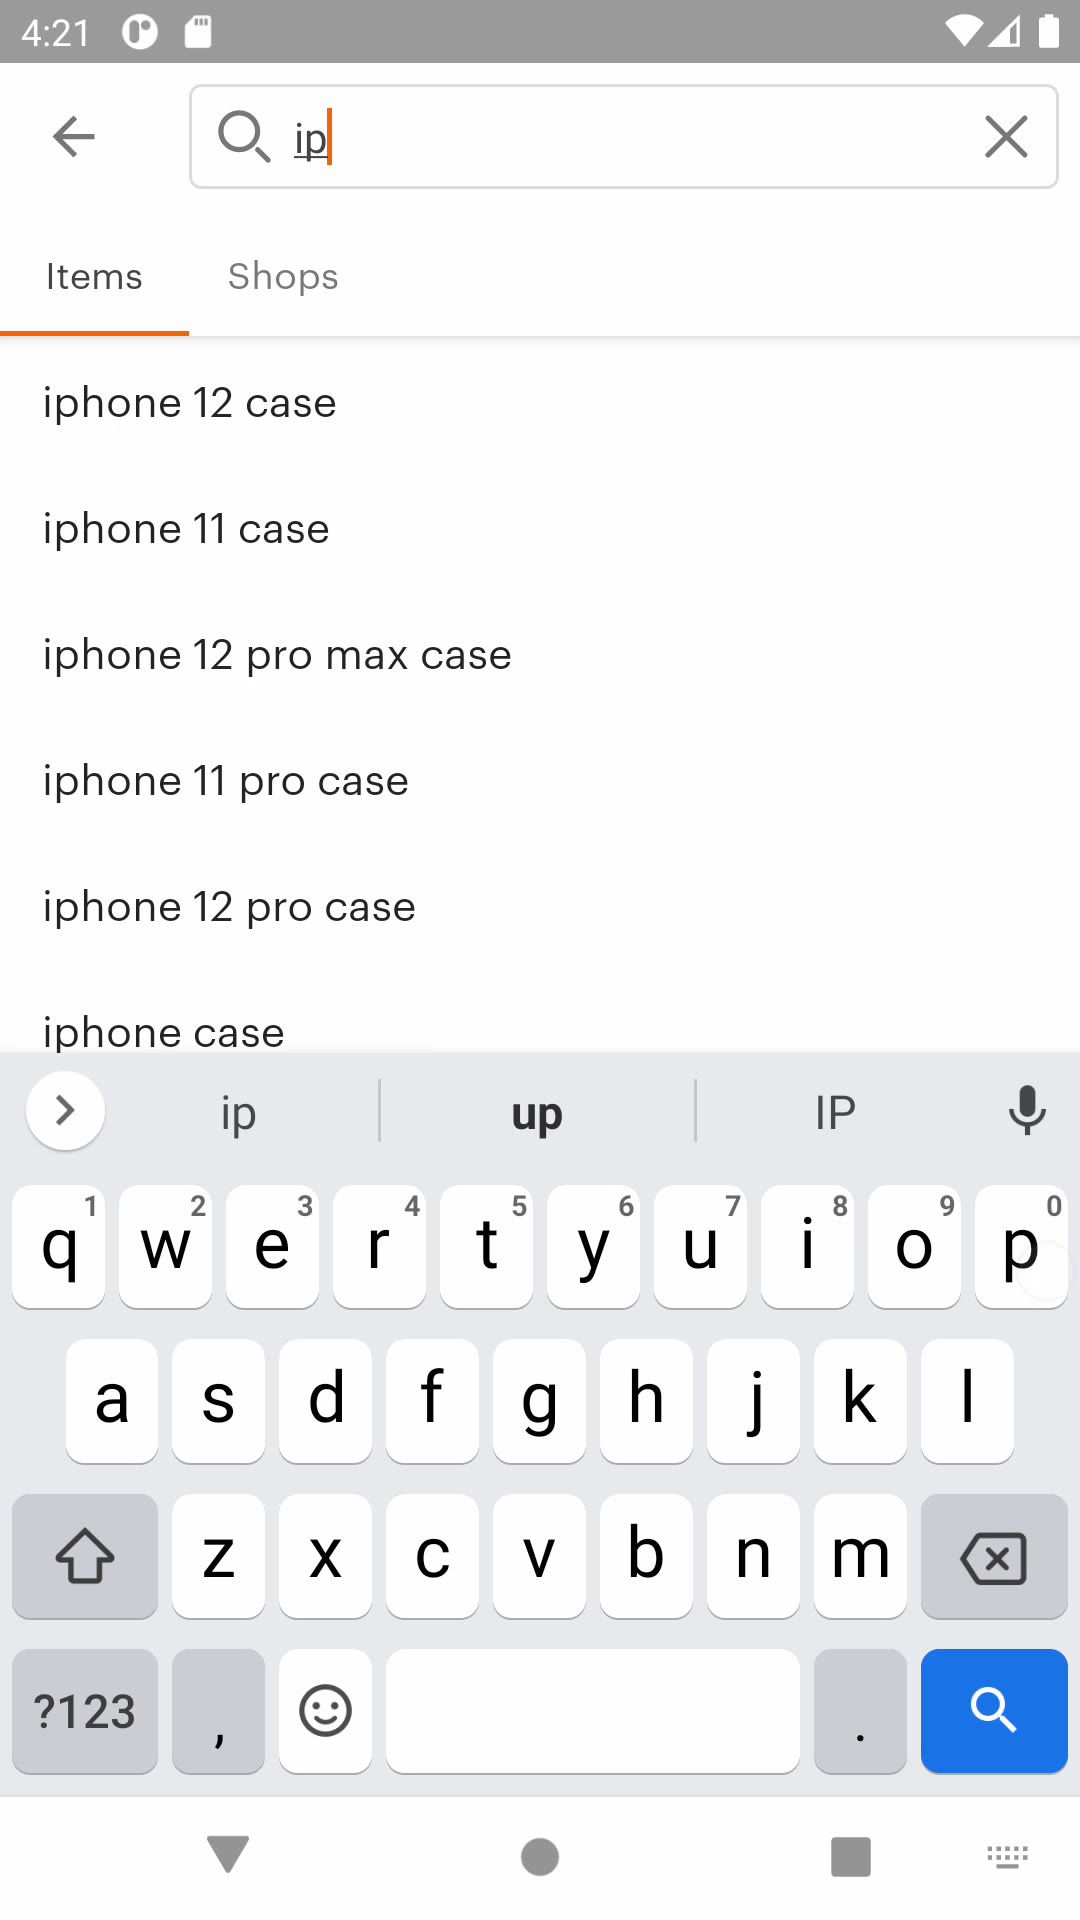 4:21
ip
Items Shops
iphone 12 case
iphone 11 case
iphone 12 pro max case
iphone 11 pro case
iphone 12 pro case
iphone case
ip up IP
1 2 3 4 5 6 7 8 9 0
q w e r t y u i o p
a s d f g h j k l
z x c v b n m
?123 , .